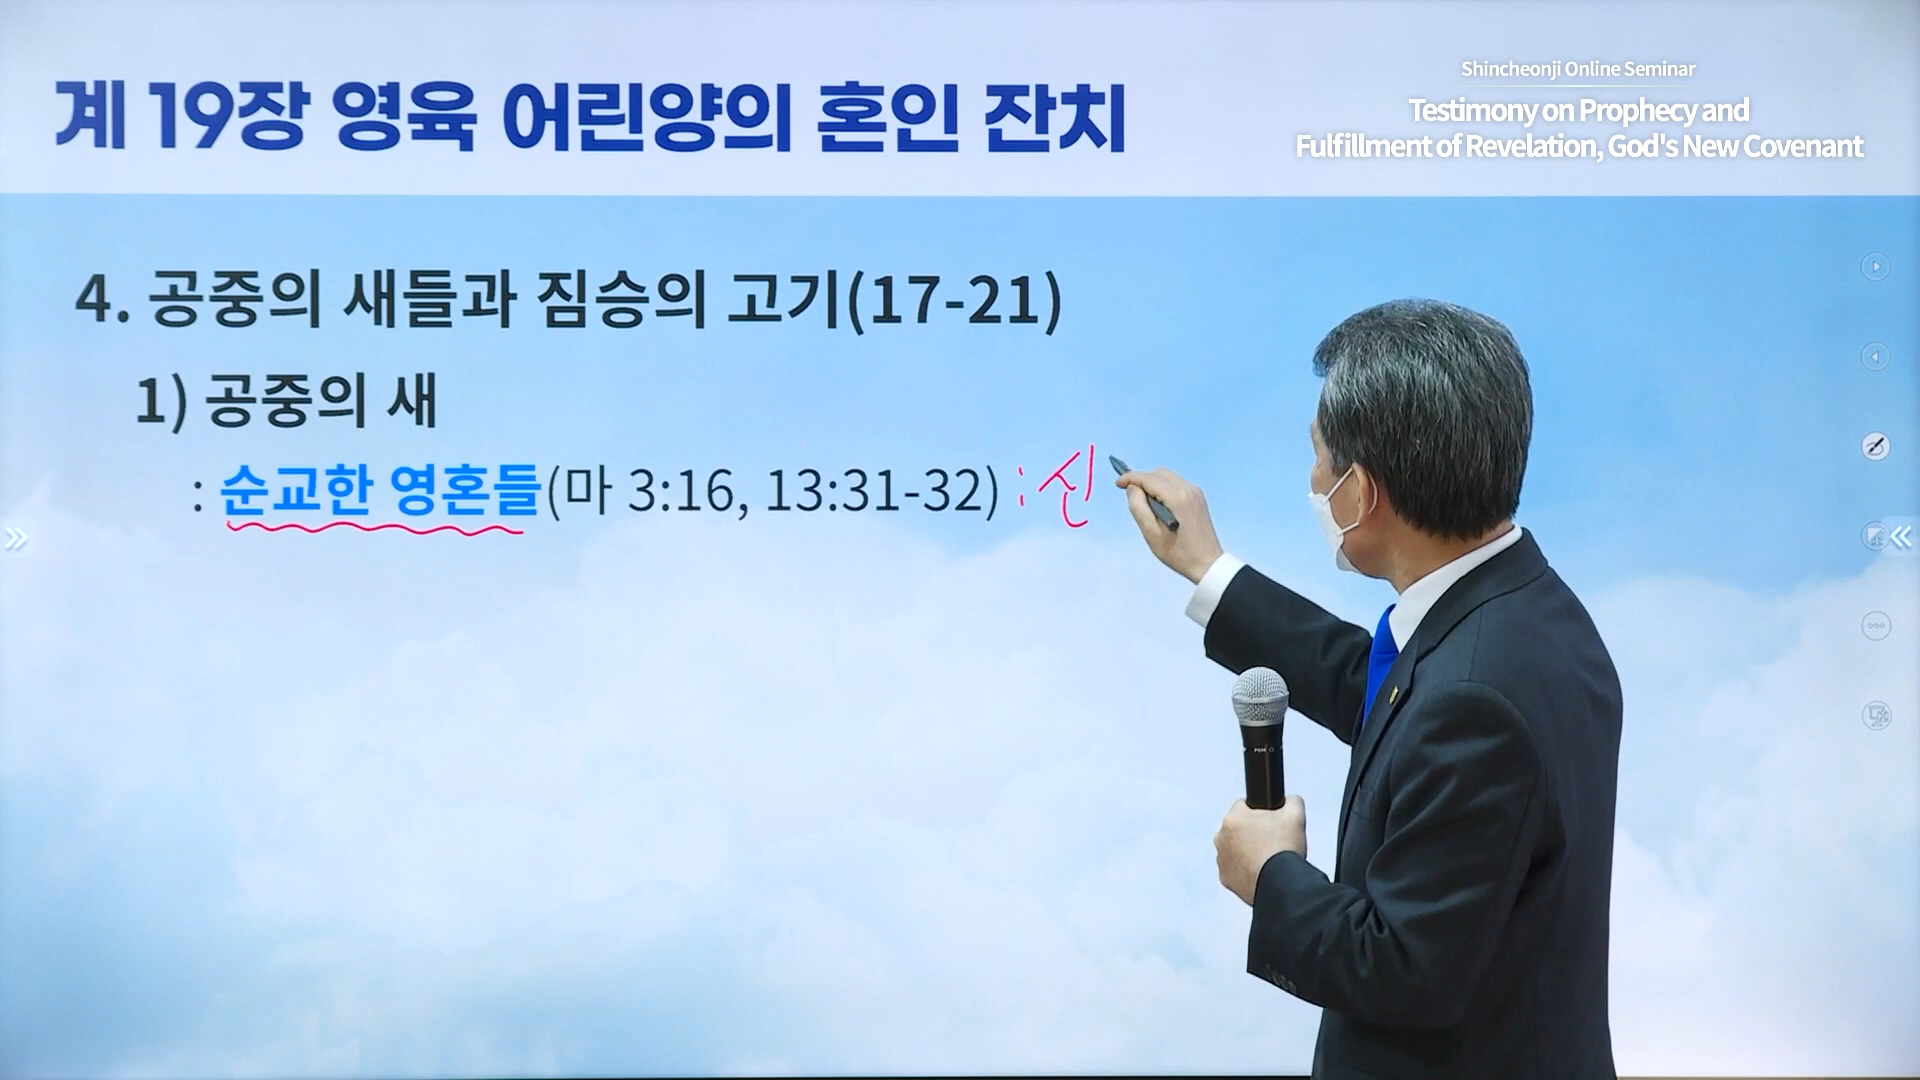 계 19장 영육 어린양의 혼인 잔치
Shincheonji Online Seminar
Testimony on Prophecy and
Fulfillment of Revelation, God's New Covenant
4. 공중의 새들과 짐승의 고기(17-21)
1) 공중의 새
: 순교한 영혼들(마 3:16, 13:31-32) : 신